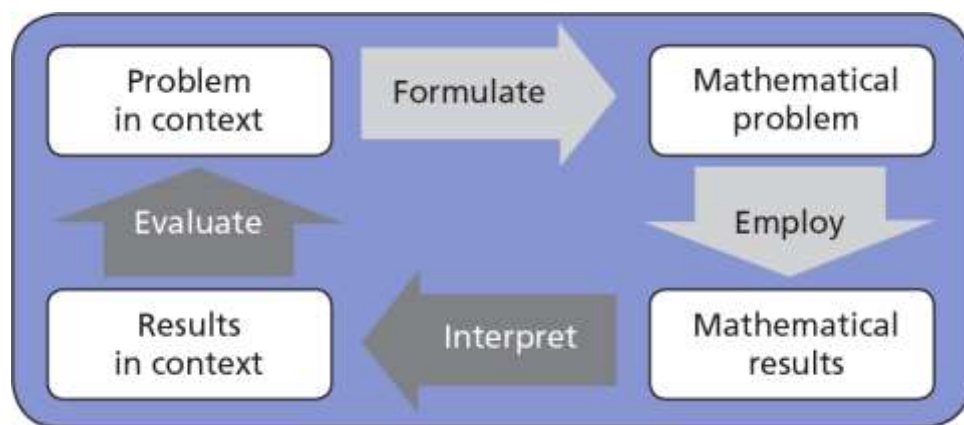 Problem
in context
Formulate
Mathematical
problem
Evaluate
Employ
Results
in context
Interpret
Mathematical
results